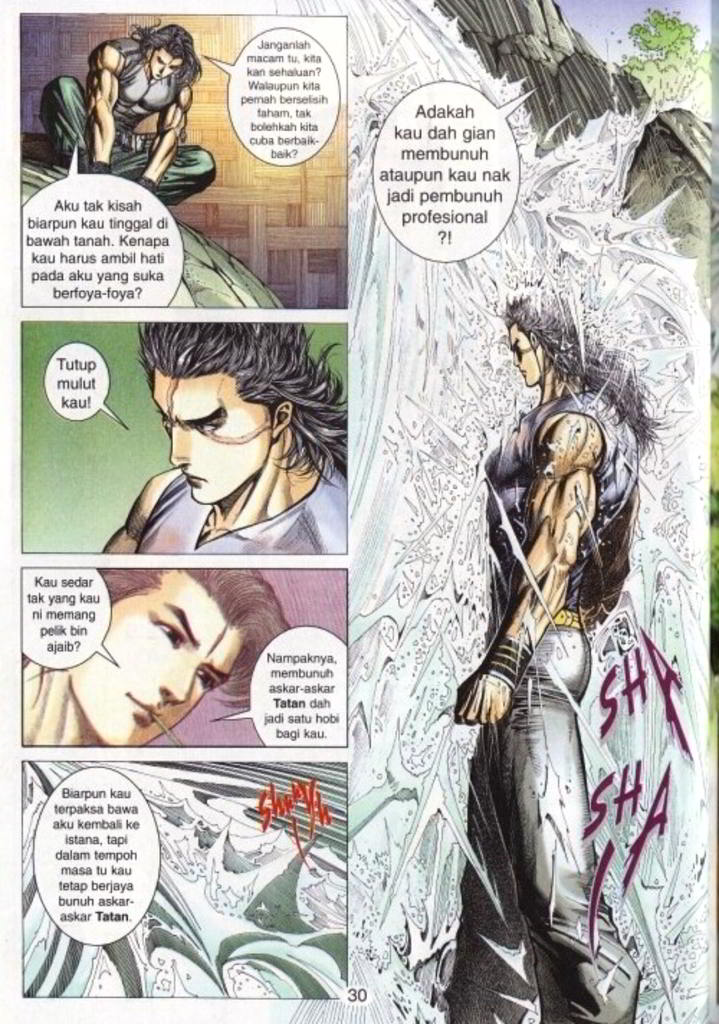 Janganlah
macam tu, kita
kan sehaluan?
Walaupun kita
pernah berselisih
faham, tak
bolehkah kita
cuba berbaik-
baik?
Aku tak kisah
biarpun kau tinggal di
bawah tanah. Kenapa
kau harus ambil hati
pada aku yang suka
berfoya-foya?
Tutup
mulut
kau!
Kau sedar
tak yang kau
ni memang
pelik bin
ajaib?
Nampaknya,
membunuh
askar-askar
Tatan dah
jadi satu hobi
bagi kau.
Biarpun kau
terpaksa bawa
aku kembali ke
istana, tapi
dalam tempoh
masa tu kau
tetap berjaya
bunuh askar-
askar Tatan.
Adakah
kau dah gian
membunuh
ataupun kau nak
jadi pembunuh
profesional
?!
SHA
SHA
30